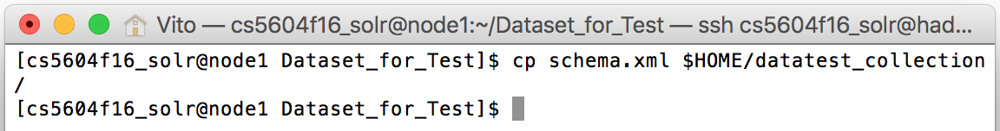 Vito — cs5604f16_solr@node1:~/Dataset_for_Test — ssh cs5604f16_solr@had...
[cs5604f16_solr@node1 Dataset_for_Test]$ cp schema.xml $HOME/datatest_collection
/
[cs5604f16_solr@node1 Dataset_for_Test]$